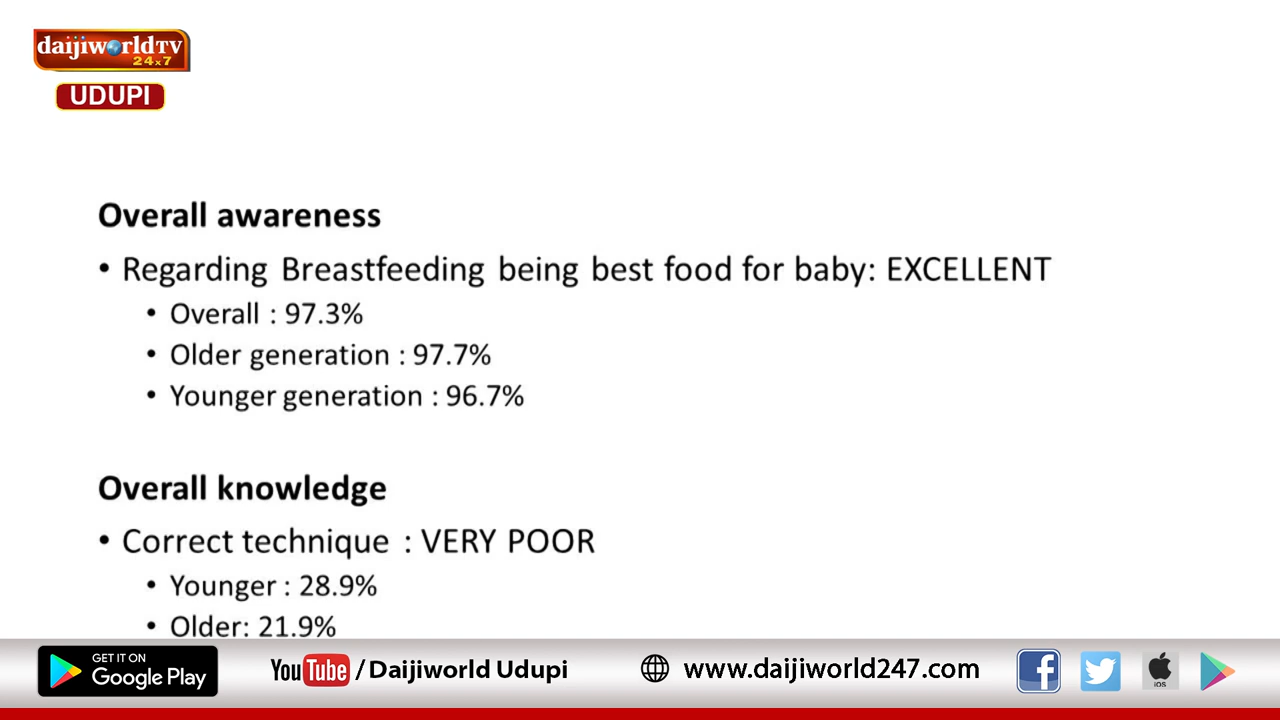 daijiworldTV
24x7
UDUPI
Overall awareness
• Regarding Breastfeeding being best food for baby: EXCELLENT
• Overall : 97.3%
• Older generation : 97.7%
• Younger generation : 96.7%
Overall knowledge
• Correct technique : VERY POOR
• Younger : 28.9%
• Older: 21.9%
GET IT ON
Google Play
YouTube / Daijiworld Udupi
www.daijiworld247.com
iOS